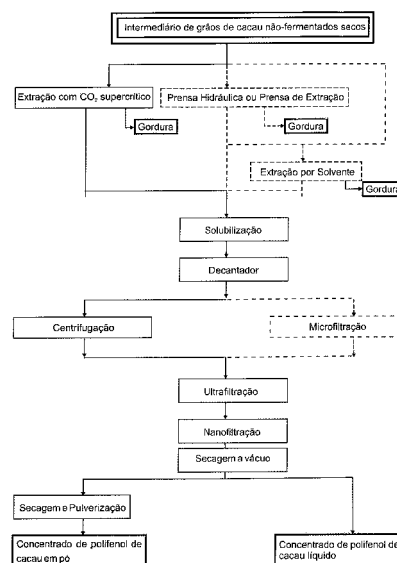 Intermediário de grãos de cacau não-fermentados secos
Extração com CO₂ supercrítico
Prensa Hidráulica ou Prensa de Extração
Gordura
Gordura
Extração por Solvente
Gordura
Solubilização
Decantador
Centrifugação
Microfiltração
Ultrafiltração
Nanofiltração
Secagem a vácuo
Secagem e Pulverização
Concentrado de polifenol de
cacau em pó
Concentrado de polifenol de
cacau líquido